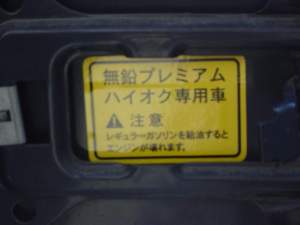 無鉛プレミアム
ハイオク専用車
⚠ 注意
レギュラーガソリンを給油すると
エンジンが壊れます。